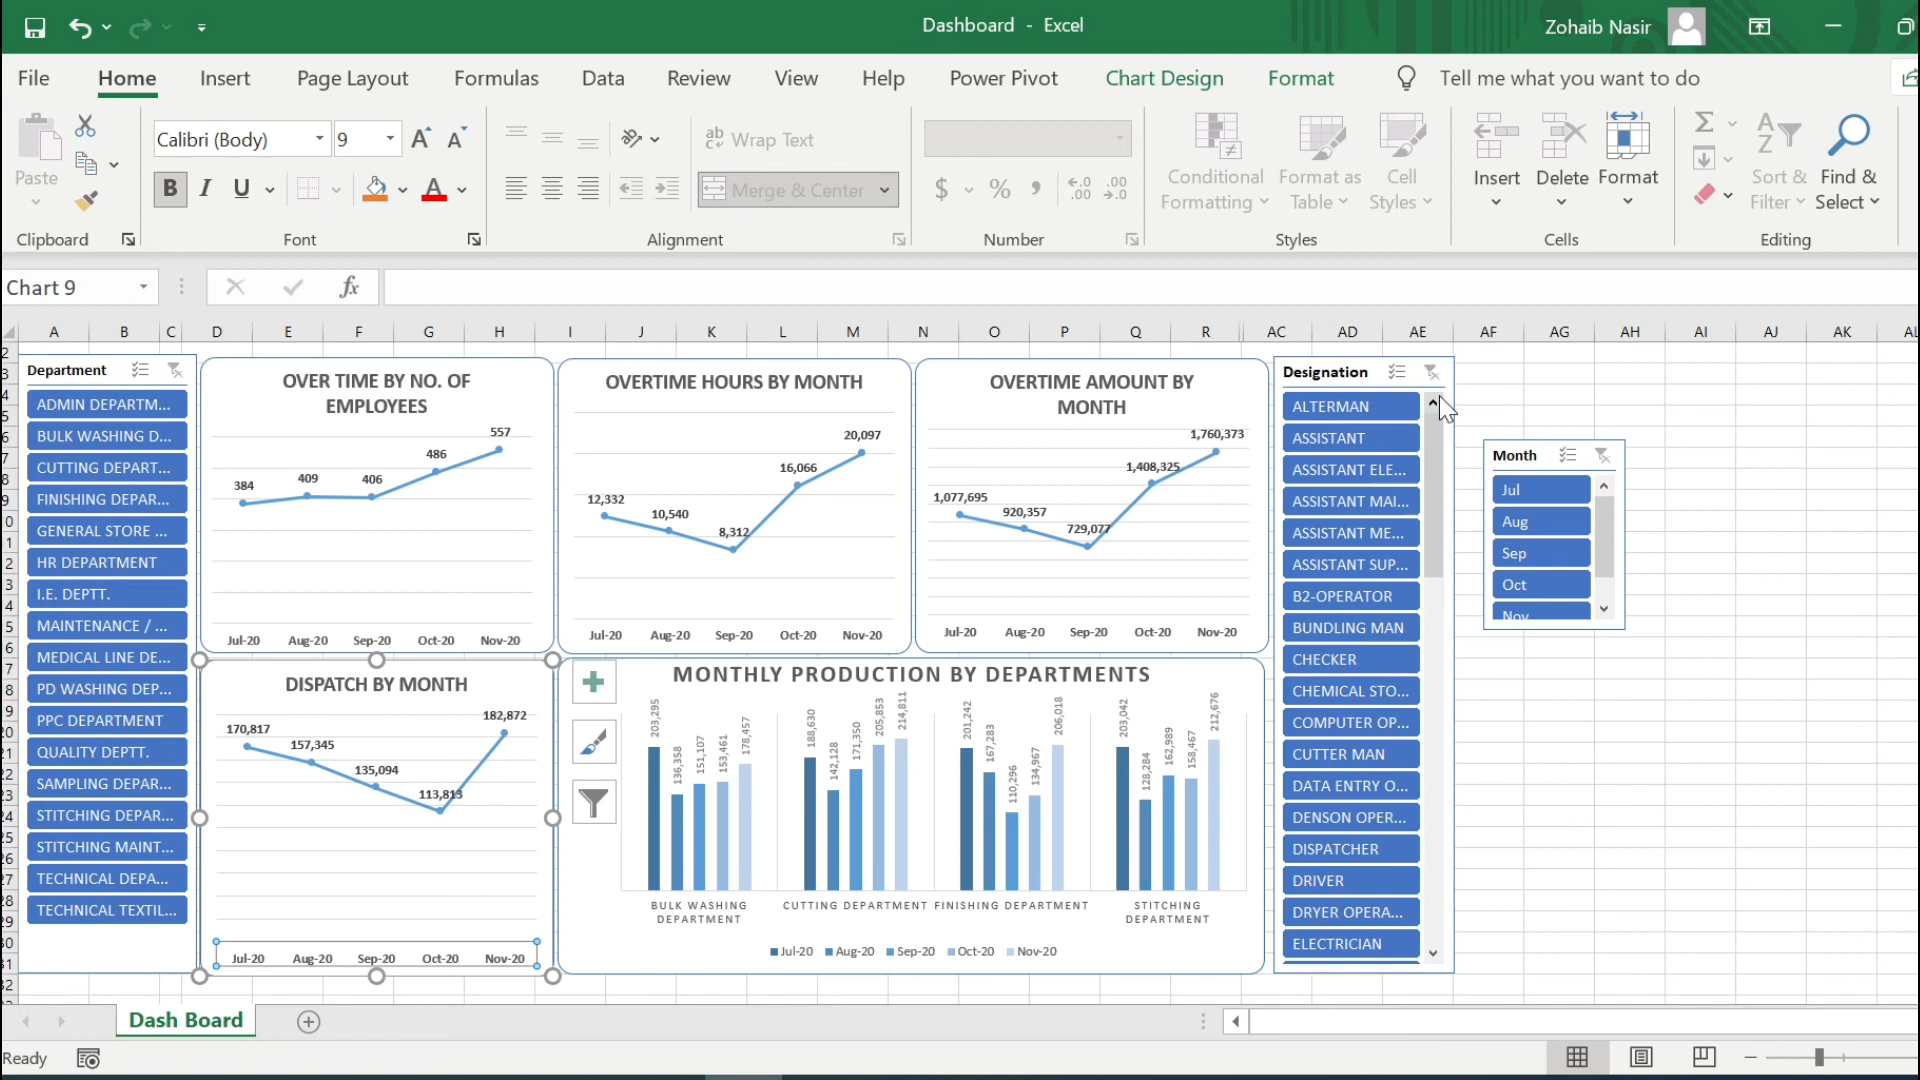 Dashboard - Excel
Zohaib Nasir
File Home Insert Page Layout Formulas Data Review View Help Power Pivot Chart Design Format Tell me what you want to do
Paste
Clipboard
Calibri (Body) 9
B I U A
Font
ab Wrap Text
Merge & Center
Alignment
$ % ,
Number
Conditional Formatting
Format as Table
Cell Styles
Styles
Insert
Delete
Format
Cells
Sort & Filter
Find & Select
Editing
Chart 9
fx
A B C D E F G H I J K L M N O P Q R AC AD AE AF AG AH AI AJ AK AL
Department
ADMIN DEPARTM...
BULK WASHING D...
CUTTING DEPART...
FINISHING DEPAR...
GENERAL STORE ...
HR DEPARTMENT
I.E. DEPTT.
MAINTENANCE / ...
MEDICAL LINE DE...
PD WASHING DEP...
PPC DEPARTMENT
QUALITY DEPTT.
SAMPLING DEPAR...
STITCHING DEPAR...
STITCHING MAINT...
TECHNICAL DEPA...
TECHNICAL TEXTIL...
OVER TIME BY NO. OF
EMPLOYEES
384 409 406 486 557
Jul-20 Aug-20 Sep-20 Oct-20 Nov-20
OVERTIME HOURS BY MONTH
12,332 10,540 8,312 16,066 20,097
Jul-20 Aug-20 Sep-20 Oct-20 Nov-20
OVERTIME AMOUNT BY
MONTH
1,077,695 920,357 729,077 1,408,325 1,760,373
Jul-20 Aug-20 Sep-20 Oct-20 Nov-20
DISPATCH BY MONTH
170,817 157,345 135,094 113,813 182,872
Jul-20 Aug-20 Sep-20 Oct-20 Nov-20
MONTHLY PRODUCTION BY DEPARTMENTS
203,295 136,358 151,107 153,461 178,457
188,630 142,128 171,350 205,853 214,811
201,242 167,283 110,296 134,967 206,018
203,042 128,284 162,989 158,467 212,676
BULK WASHING
DEPARTMENT
CUTTING DEPARTMENT
FINISHING DEPARTMENT
STITCHING
DEPARTMENT
Jul-20 Aug-20 Sep-20 Oct-20 Nov-20
Designation
ALTERMAN
ASSISTANT
ASSISTANT ELE...
ASSISTANT MAI...
ASSISTANT ME...
ASSISTANT SUP...
B2-OPERATOR
BUNDLING MAN
CHECKER
CHEMICAL STO...
COMPUTER OP...
CUTTER MAN
DATA ENTRY O...
DENSON OPER...
DISPATCHER
DRIVER
DRYER OPERA...
ELECTRICIAN
Month
Jul
Aug
Sep
Oct
Nov
Dash Board
Ready